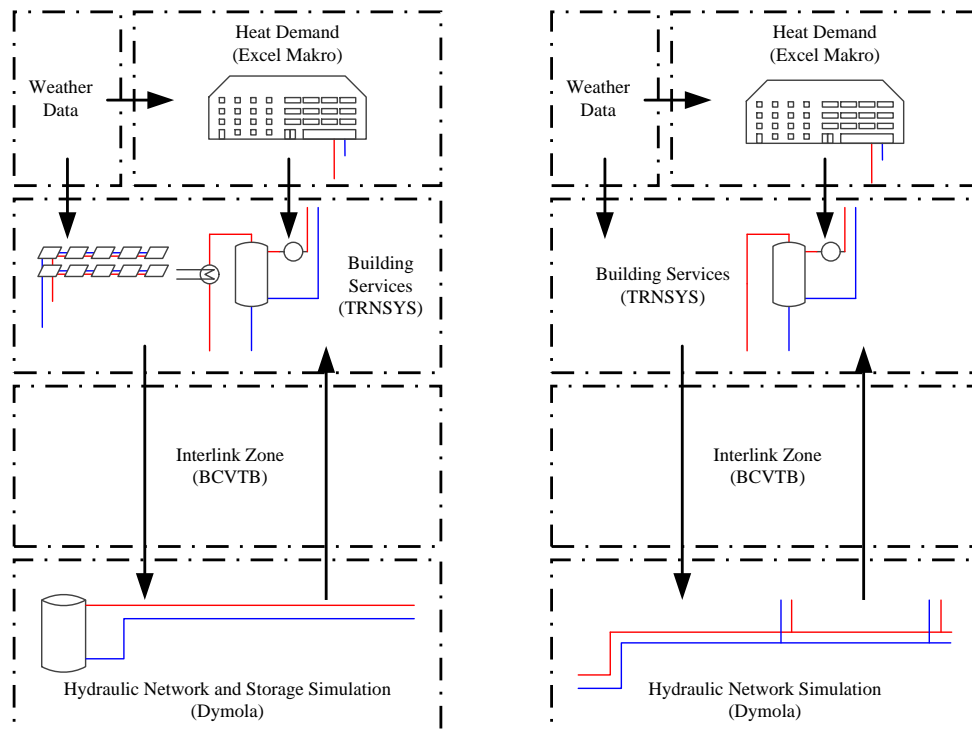 Heat Demand
(Excel Makro)
Weather
Data
Building
Services
(TRNSYS)
Interlink Zone
(BCVTB)
Hydraulic Network and Storage Simulation
(Dymola)
Heat Demand
(Excel Makro)
Weather
Data
Building Services
(TRNSYS)
Interlink Zone
(BCVTB)
Hydraulic Network Simulation
(Dymola)